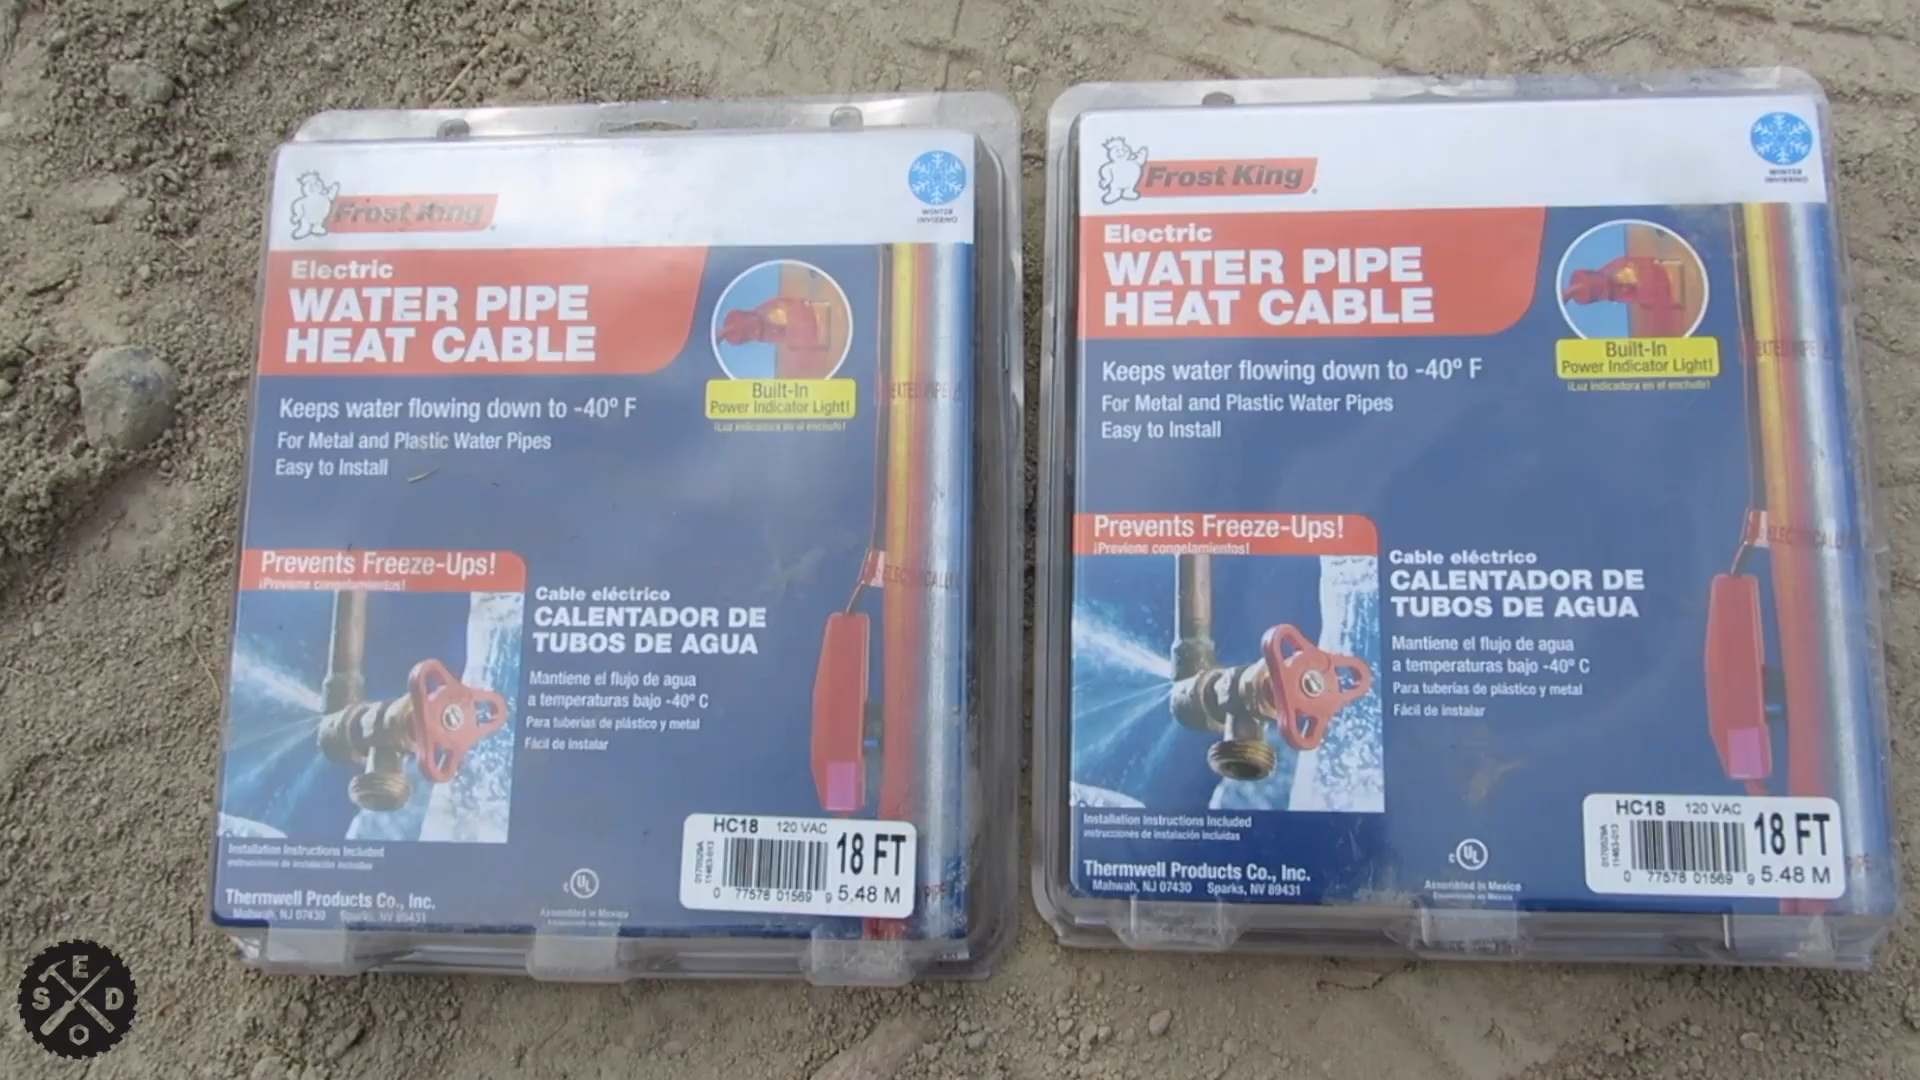 Frost King
WINTER
INVIERNO
Electric
WATER PIPE
HEAT CABLE
Built-In
Power Indicator Light!
¡Luz indicadora en el enchufe!
Keeps water flowing down to -40º F
For Metal and Plastic Water Pipes
Easy to Install
Prevents Freeze-Ups!
¡Previene congelamientos!
Cable eléctrico
CALENTADOR DE
TUBOS DE AGUA
Mantiene el flujo de agua
a temperaturas bajo -40º C
Para tuberías de plástico y metal
Fácil de instalar
Installation Instructions Included
instrucciones de instalación incluidas
Thermwell Products Co., Inc.
Mahwah, NJ 07430 Sparks, NV 89431
C UL
Assembled in Mexico
HC18 120 VAC
18 FT
5.48 M
0 77578 01569 9
Frost King
WINTER
INVIERNO
Electric
WATER PIPE
HEAT CABLE
Built-In
Power Indicator Light!
¡Luz indicadora en el enchufe!
Keeps water flowing down to -40º F
For Metal and Plastic Water Pipes
Easy to Install
Prevents Freeze-Ups!
¡Previene congelamientos!
Cable eléctrico
CALENTADOR DE
TUBOS DE AGUA
Mantiene el flujo de agua
a temperaturas bajo -40º C
Para tuberías de plástico y metal
Fácil de instalar
Installation Instructions Included
instrucciones de instalación incluidas
Thermwell Products Co., Inc.
Mahwah, NJ 07430 Sparks, NV 89431
C UL
Assembled in Mexico
HC18 120 VAC
18 FT
5.48 M
0 77578 01569 9
E
S D
O